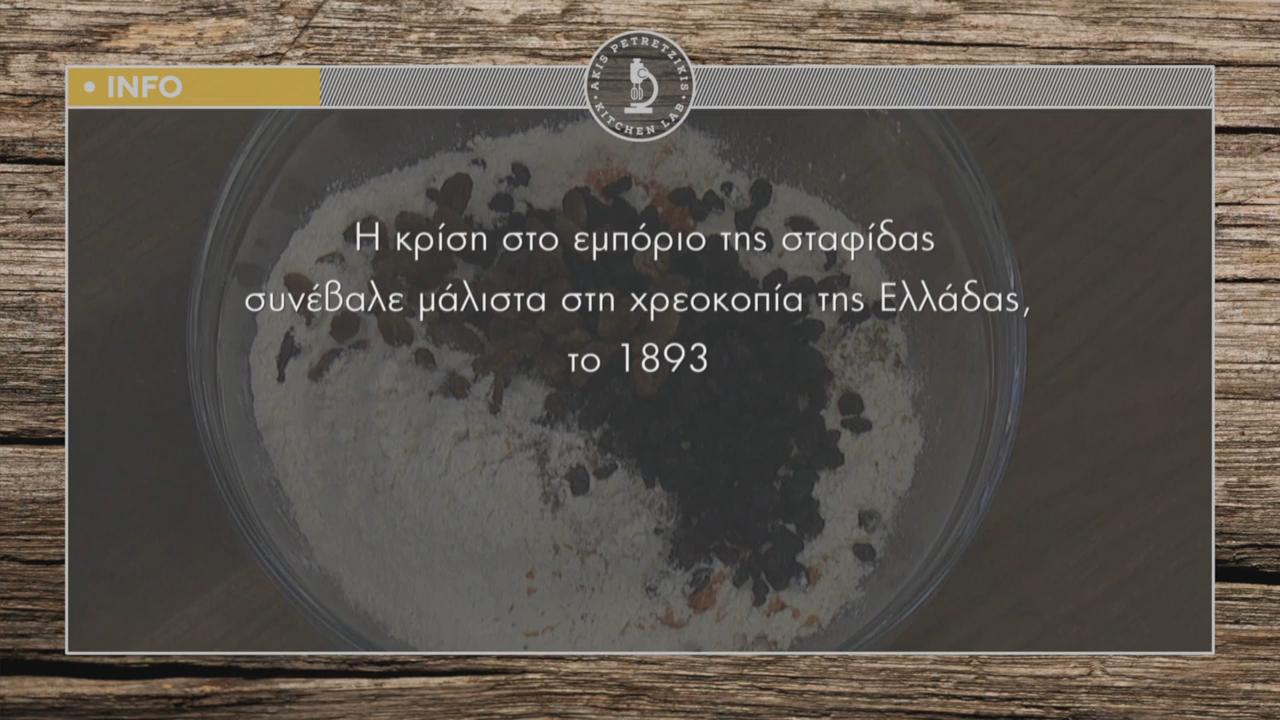 • INFO
AKIS PETRETZIKIS
• KITCHEN LAB •
Η κρίση στο εμπόριο της σταφίδας
συνέβαλε μάλιστα στη χρεοκοπία της Ελλάδας,
το 1893